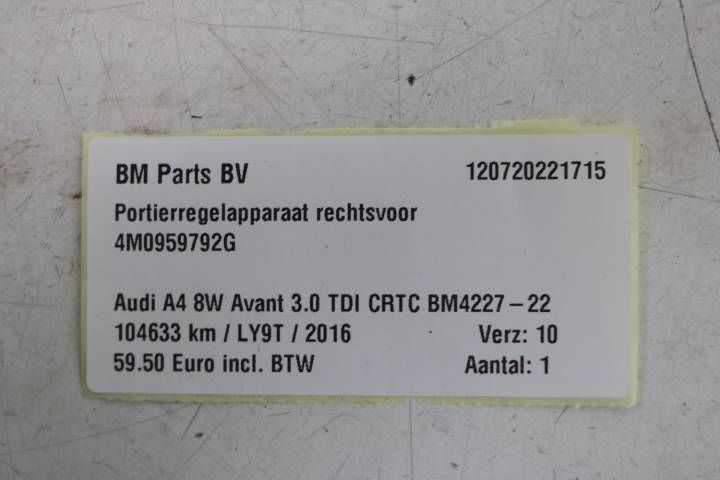 BM Parts BV 120720221715
Portierregelapparaat rechtsvoor
4M0959792G
Audi A4 8W Avant 3.0 TDI CRTC BM4227-22
104633 km / LY9T / 2016 Verz: 10
59.50 Euro incl. BTW Aantal: 1